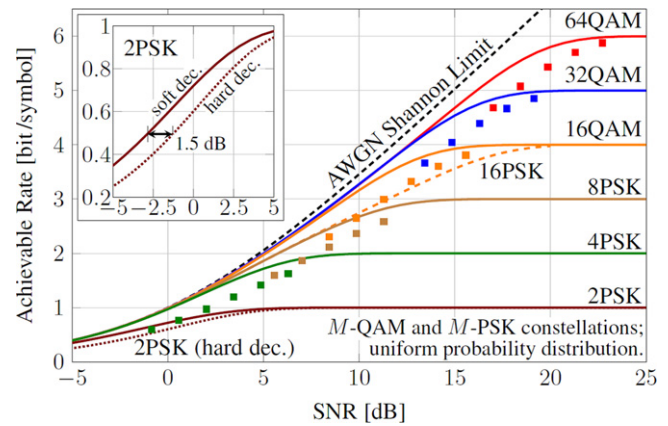 2PSK
soft dec.
hard dec.
1.5 dB
1
0.8
0.6
0.4
0.2
−5
−2.5
0
2.5
5
AWGN Shannon Limit
64QAM
32QAM
16QAM
16PSK
8PSK
4PSK
2PSK
2PSK (hard dec.)
M-QAM and M-PSK constellations;
uniform probability distribution.
Achievable Rate [bit/symbol]
6
5
4
3
2
1
0
−5
0
5
10
15
20
25
SNR [dB]